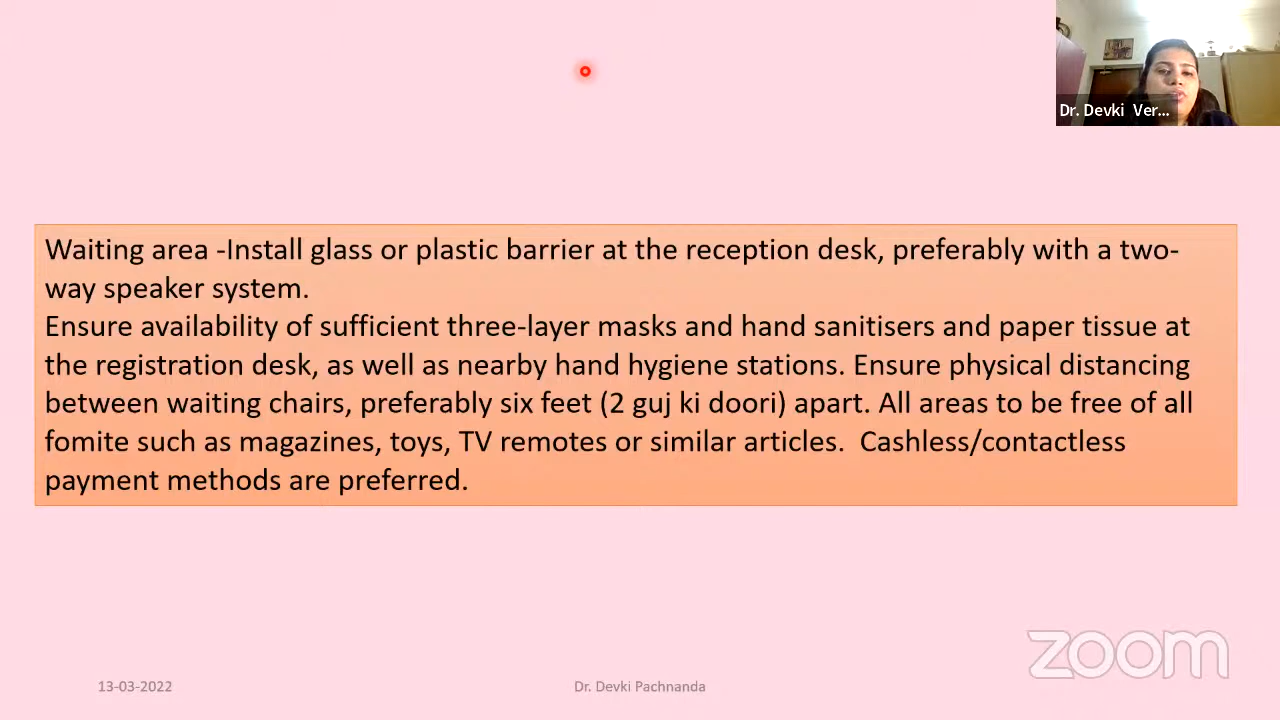 Dr. Devki Ver...
Waiting area -Install glass or plastic barrier at the reception desk, preferably with a two-
way speaker system.
Ensure availability of sufficient three-layer masks and hand sanitisers and paper tissue at
the registration desk, as well as nearby hand hygiene stations. Ensure physical distancing
between waiting chairs, preferably six feet (2 guj ki doori) apart. All areas to be free of all
fomite such as magazines, toys, TV remotes or similar articles.  Cashless/contactless
payment methods are preferred.
zoom
13-03-2022
Dr. Devki Pachnanda